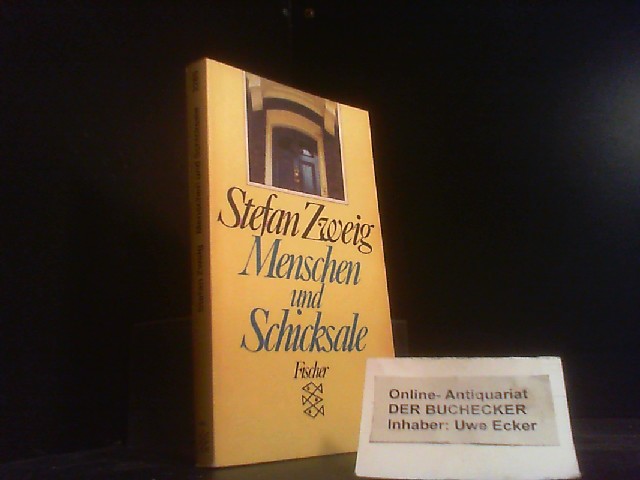 Stefan Zweig
Menschen
und
Schicksale
Fischer
Online- Antiquariat
DER BUCHECKER
Inhaber: Uwe Ecker